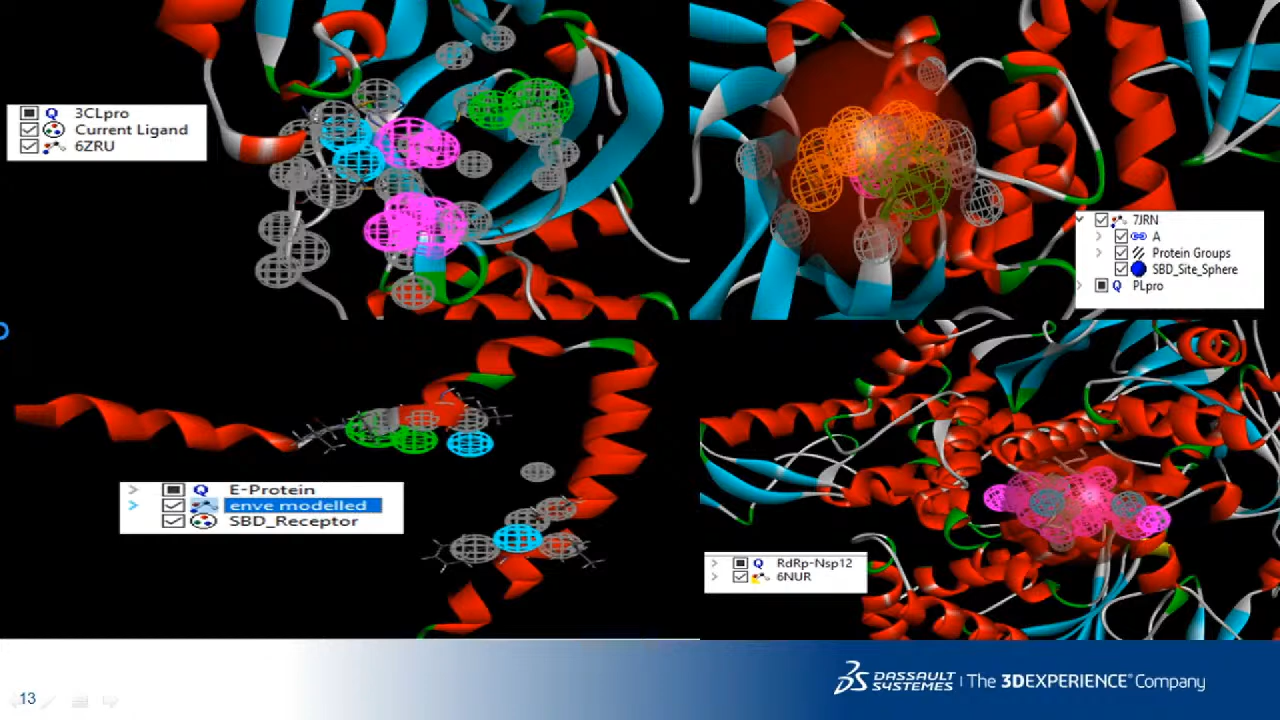 3CLpro
Current Ligand
6ZRU
7JRN
A
Protein Groups
SBD_Site_Sphere
PLpro
E-Protein
enve modelled
SBD_Receptor
RdRp-Nsp12
6NUR
13
DASSAULT SYSTEMES | The 3DEXPERIENCE® Company